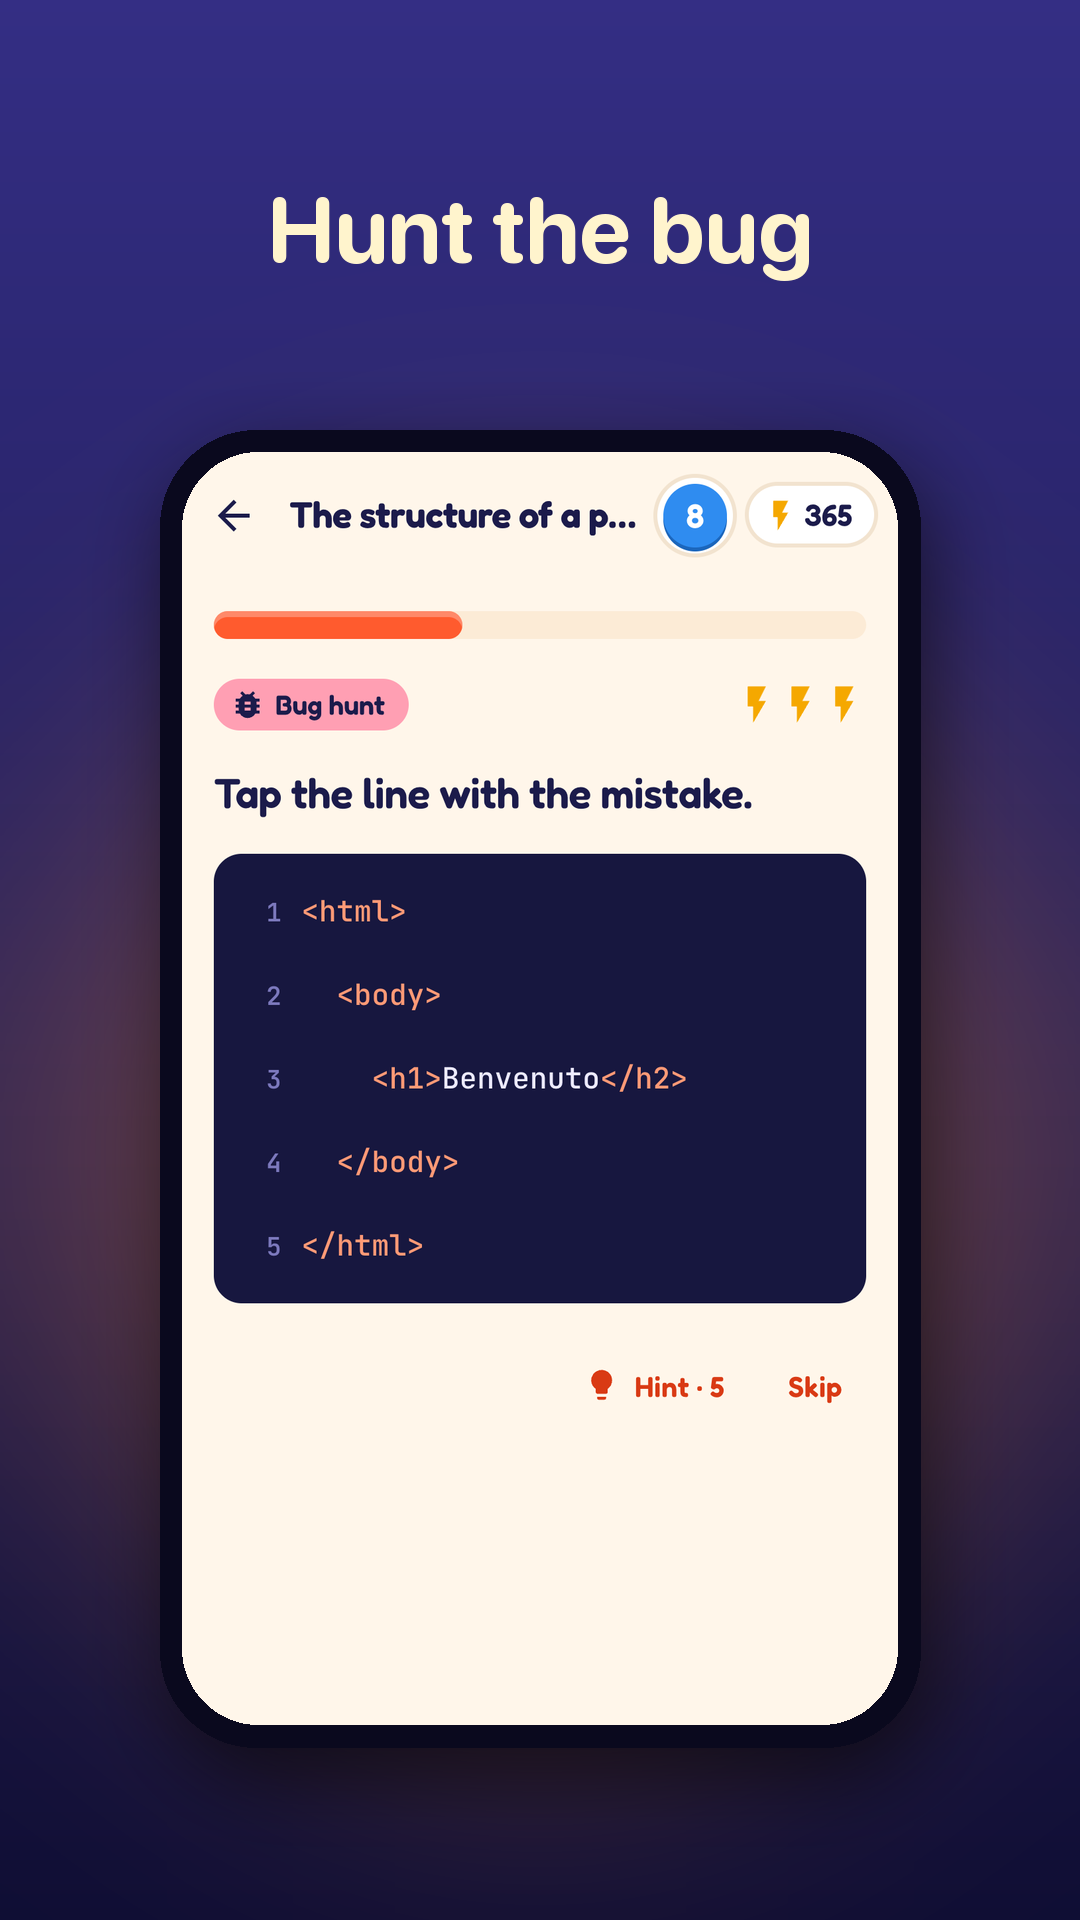 Hunt the bug
The structure of a p...
8
365
Bug hunt
Tap the line with the mistake.
1 <html>
2 <body>
3 <h1>Benvenuto</h2>
4 </body>
5 </html>
Hint · 5
Skip